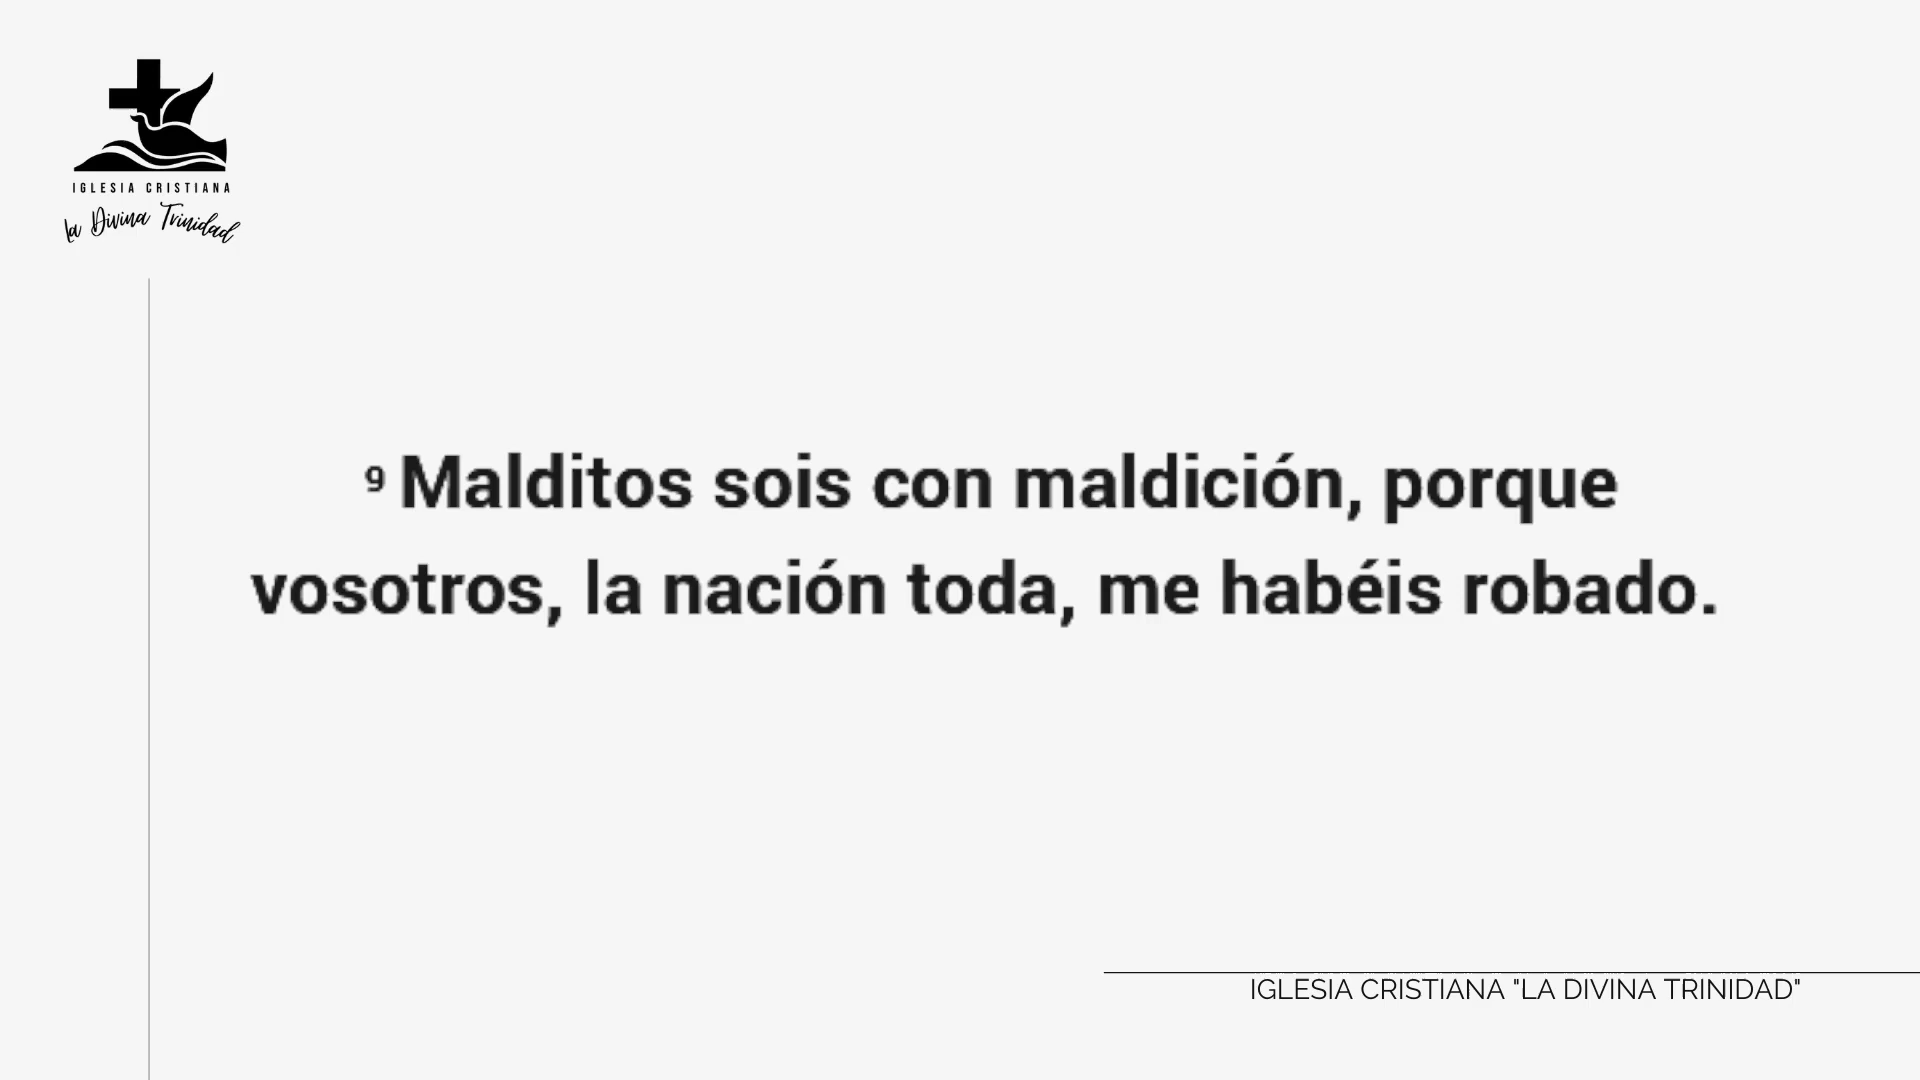 IGLESIA CRISTIANA
La Divina Trinidad
9 Malditos sois con maldición, porque
vosotros, la nación toda, me habéis robado.
IGLESIA CRISTIANA "LA DIVINA TRINIDAD"